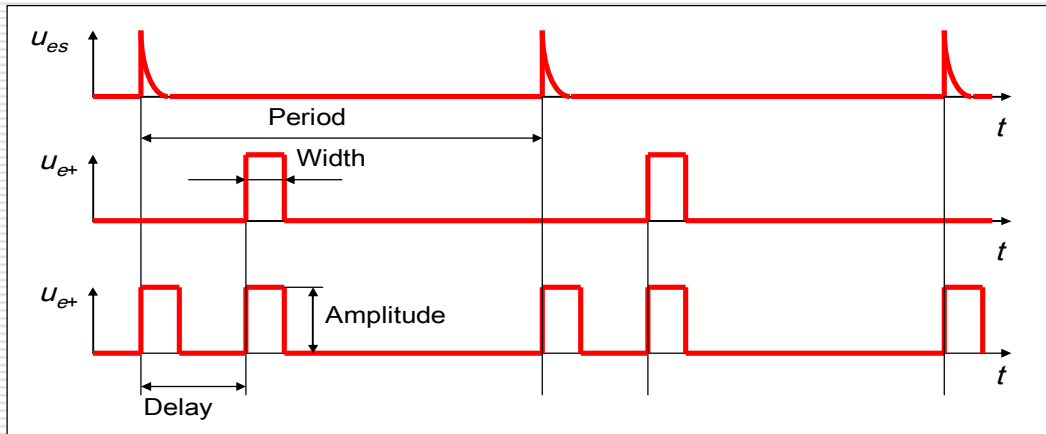 u_es
Period
t
u_e+
Width
t
u_e+
Amplitude
t
Delay